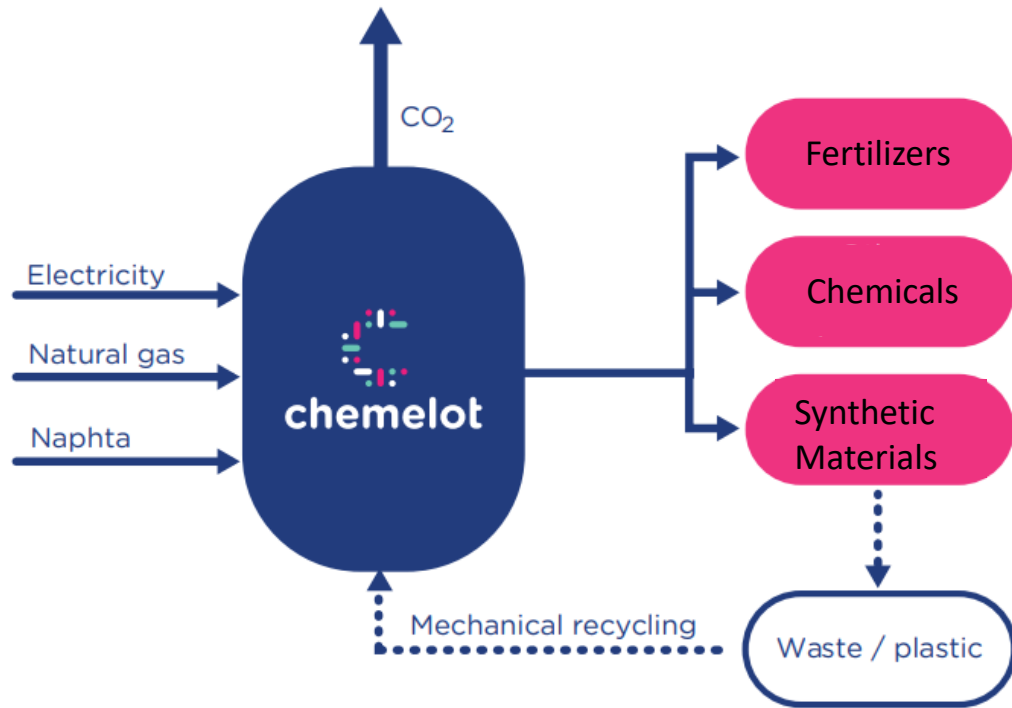 CO₂
Electricity
Natural gas
Naphta
chemelot
Fertilizers
Chemicals
Synthetic
Materials
Mechanical recycling
Waste / plastic